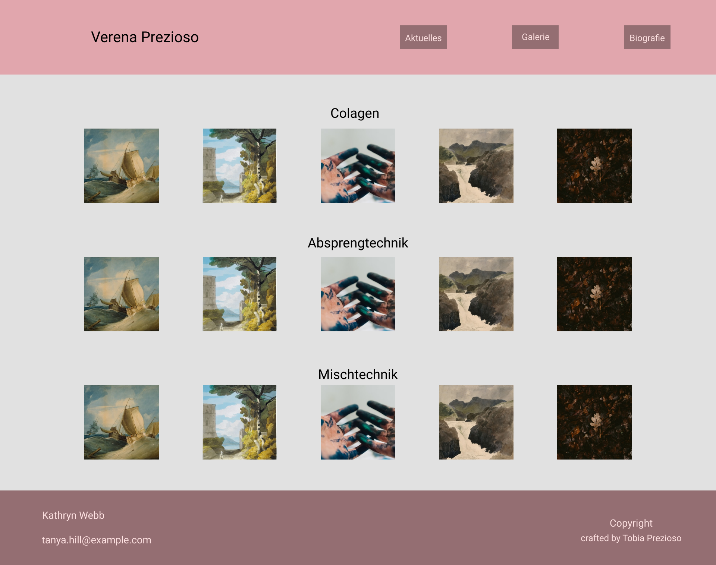 Verena Prezioso
Aktuelles
Galerie
Biografie
Colagen
Absprengtechnik
Mischtechnik
Kathryn Webb
tanya.hill@example.com
Copyright
crafted by Tobia Prezioso